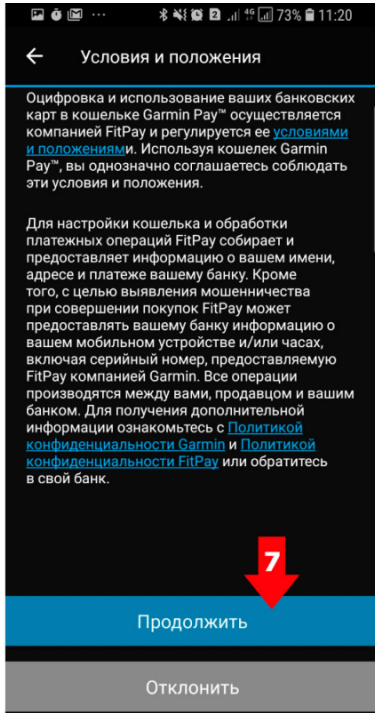 2 4G 73% 11:20
Условия и положения
Оцифровка и использование ваших банковских
карт в кошельке Garmin Pay™ осуществляется
компанией FitPay и регулируется ее условиями
и положениями. Используя кошелек Garmin
Pay™, вы однозначно соглашаетесь соблюдать
эти условия и положения.
Для настройки кошелька и обработки
платежных операций FitPay собирает и
предоставляет информацию о вашем имени,
адресе и платеже вашему банку. Кроме
того, с целью выявления мошенничества
при совершении покупок FitPay может
предоставлять вашему банку информацию о
вашем мобильном устройстве и/или часах,
включая серийный номер, предоставляемую
FitPay компанией Garmin. Все операции
производятся между вами, продавцом и вашим
банком. Для получения дополнительной
информации ознакомьтесь с Политикой
конфиденциальности Garmin и Политикой
конфиденциальности FitPay или обратитесь
в свой банк.
7
Продолжить
Отклонить